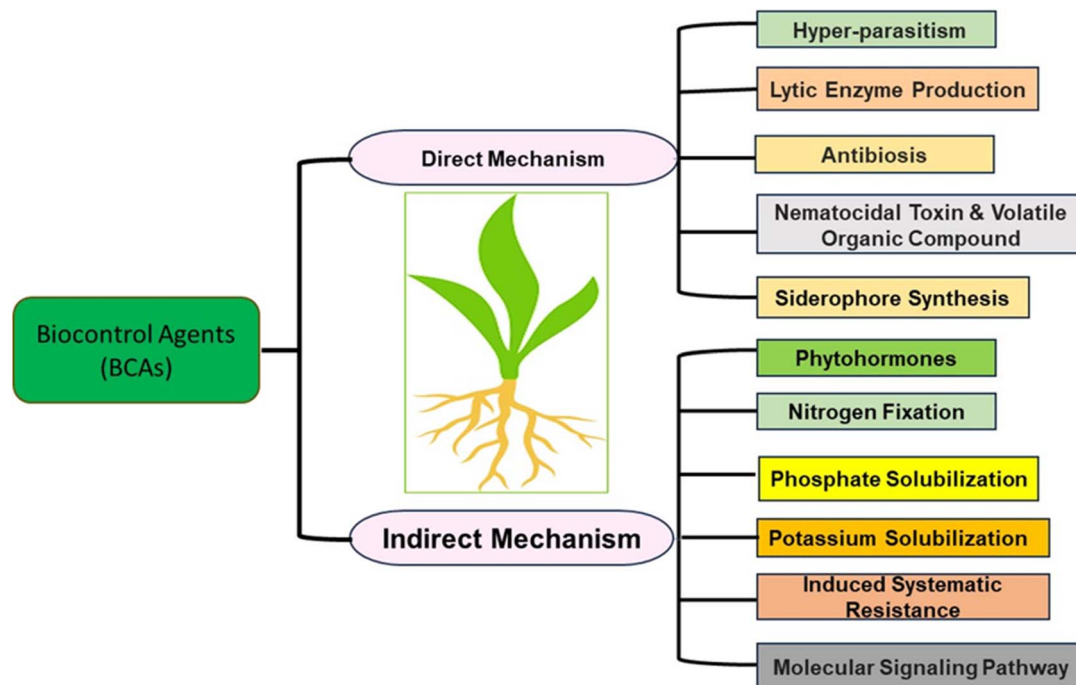 Biocontrol Agents
(BCAs)
Direct Mechanism
Hyper-parasitism
Lytic Enzyme Production
Antibiosis
Nematocidal Toxin & Volatile
Organic Compound
Siderophore Synthesis
Indirect Mechanism
Phytohormones
Nitrogen Fixation
Phosphate Solubilization
Potassium Solubilization
Induced Systematic
Resistance
Molecular Signaling Pathway